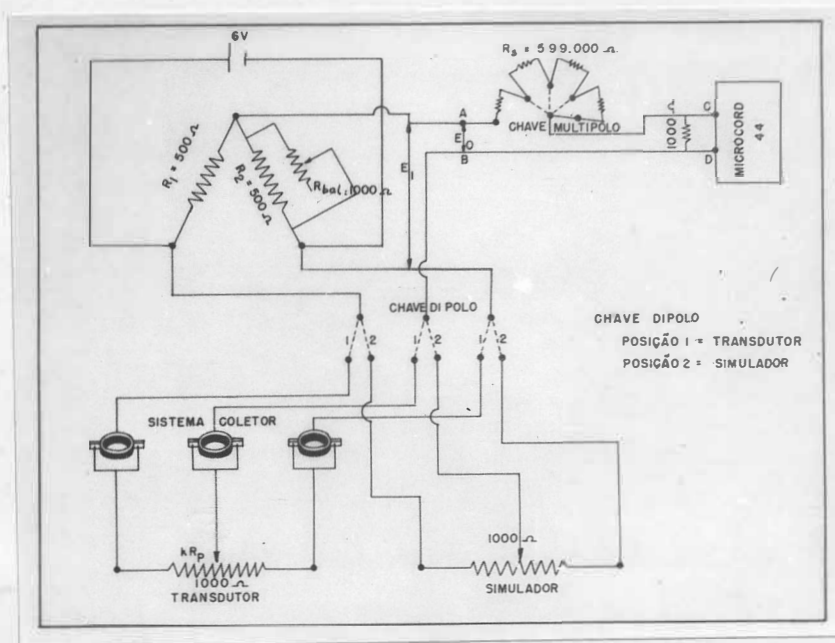 6V
R₁ = 500 Ω
R₂ = 500 Ω
Rbal. 1000 Ω
E₁
A
E₀
B
Rs = 599.000 Ω
CHAVE MULTIPOLO
1000 Ω
C
D
MICROCORD 44
CHAVE DIPOLO
1 2
1 2
1 2
CHAVE DIPOLO
POSIÇÃO 1 = TRANSDUTOR
POSIÇÃO 2 = SIMULADOR
SISTEMA COLETOR
kRp
1000 Ω
TRANSDUTOR
1000 Ω
SIMULADOR